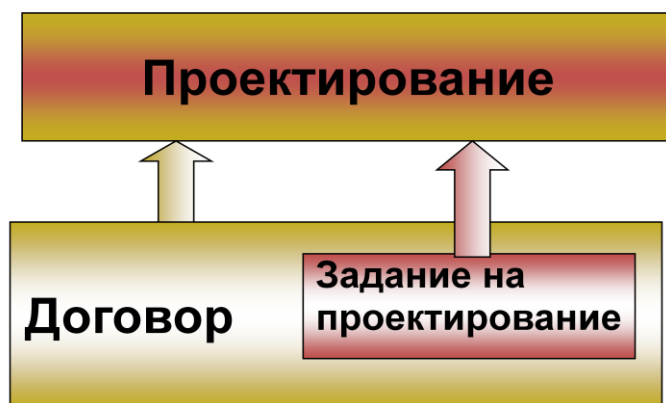 Проектирование
Задание на
проектирование
Договор